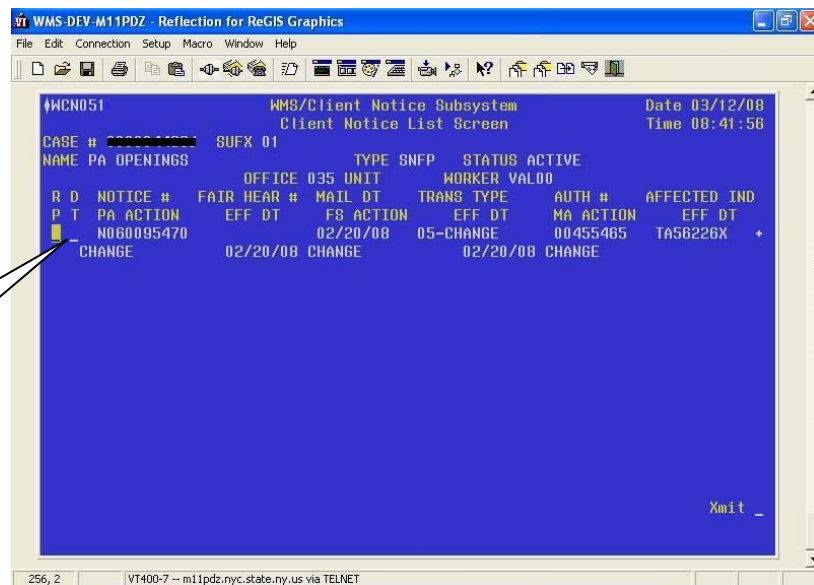 WMS-DEV-M11PDZ - Reflection for ReGIS Graphics
File Edit Connection Setup Macro Window Help
WCN051 WMS/Client Notice Subsystem Date 03/12/08
Client Notice List Screen Time 08:41:56
CASE # SUFX 01
NAME PA OPENINGS TYPE SNFP STATUS ACTIVE
OFFICE 035 UNIT WORKER VAL00
R D NOTICE # FAIR HEAR # MAIL DT TRANS TYPE AUTH # AFFECTED IND
P T PA ACTION EFF DT FS ACTION EFF DT MA ACTION EFF DT
_ _ N060095470 02/20/08 05-CHANGE 00455465 TA56226X +
CHANGE 02/20/08 CHANGE 02/20/08 CHANGE
Xmit _
256, 2 VT400-7 -- m11pdz.nyc.state.ny.us via TELNET